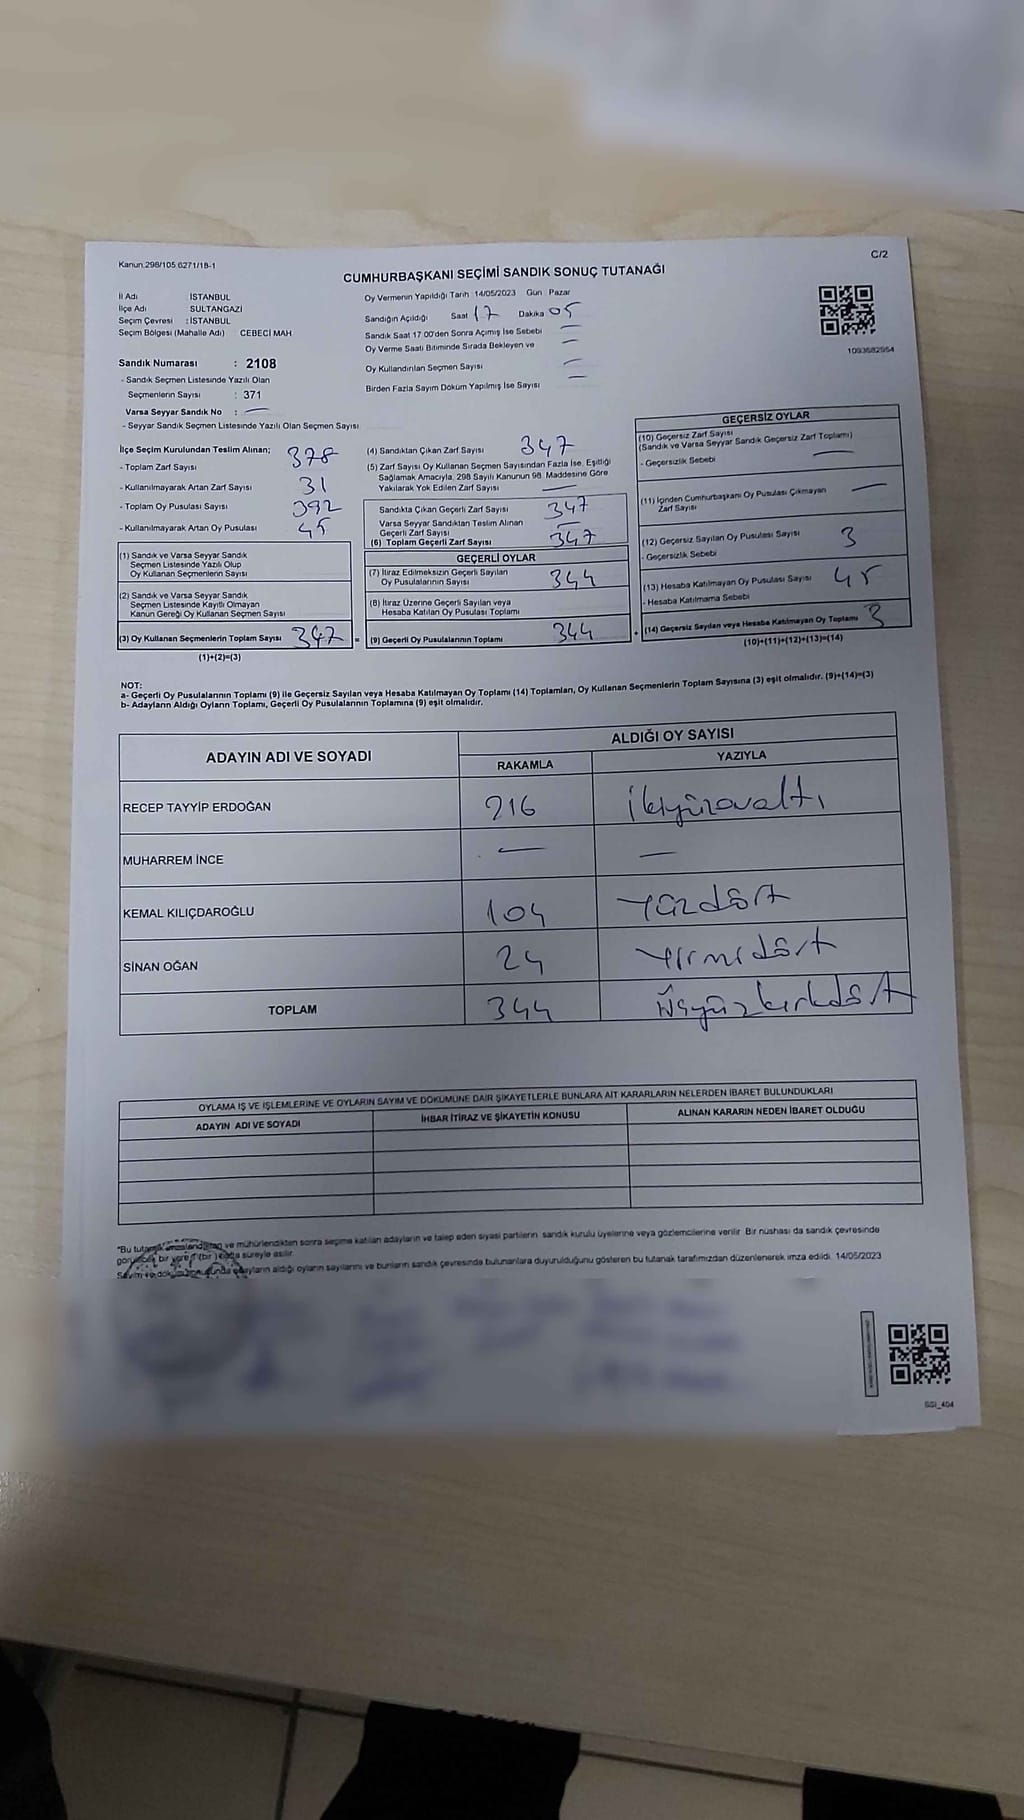 Kanun.298/105 6271/18-1
C/2
CUMHURBAŞKANI SEÇİMİ SANDIK SONUÇ TUTANAĞI
İl Adı İSTANBUL
İlçe Adı SULTANGAZİ
Seçim Çevresi : İSTANBUL
Seçim Bölgesi (Mahalle Adı) : CEBECİ MAH
Oy Vermenin Yapıldığı Tarih 14/05/2023 Gün Pazar
Sandığın Açıldığı Saat 17 Dakika 05
Sandık Saat 17.00'den Sonra Açımış İse Sebebi —
Oy Verme Saati Bitiminde Sırada Bekleyen ve —
Oy Kullandırılan Seçmen Sayısı —
Birden Fazla Sayım Döküm Yapılmış İse Sayısı —
1093682954
Sandık Numarası : 2108
- Sandık Seçmen Listesinde Yazılı Olan
Seçmenlerin Sayısı : 371
Varsa Seyyar Sandık No : —
- Seyyar Sandık Seçmen Listesinde Yazılı Olan Seçmen Sayısı
İlçe Seçim Kurulundan Teslim Alınan;
- Toplam Zarf Sayısı 378
- Kullanılmayarak Artan Zarf Sayısı 31
- Toplam Oy Pusulası Sayısı 392
- Kullanılmayarak Artan Oy Pusulası 45
(1) Sandık ve Varsa Seyyar Sandık
Seçmen Listesinde Yazılı Olup
Oy Kullanan Seçmenlerin Sayısı
(2) Sandık ve Varsa Seyyar Sandık
Seçmen Listesinde Kayıtlı Olmayan
Kanun Gereği Oy Kullanan Seçmen Sayısı
(3) Oy Kullanan Seçmenlerin Toplam Sayısı 347 =
(1)+(2)=(3)
(4) Sandıktan Çıkan Zarf Sayısı 347
(5) Zarf Sayısı Oy Kullanan Seçmen Sayısından Fazla İse, Eşitliği
Sağlamak Amacıyla, 298 Sayılı Kanunun 98. Maddesine Göre
Yakılarak Yok Edilen Zarf Sayısı —
Sandıkta Çıkan Geçerli Zarf Sayısı 347
Varsa Seyyar Sandıktan Teslim Alınan
Geçerli Zarf Sayısı —
(6) Toplam Geçerli Zarf Sayısı 347
GEÇERLİ OYLAR
(7) İtiraz Edilmeksizin Geçerli Sayılan
Oy Pusulalarının Sayısı 344
(8) İtiraz Üzerine Geçerli Sayılan veya
Hesaba Katılan Oy Pusulası Toplamı
(9) Geçerli Oy Pusulalarının Toplamı 344 +
GEÇERSİZ OYLAR
(10) Geçersiz Zarf Sayısı
(Sandık ve Varsa Seyyar Sandık Geçersiz Zarf Toplamı)
- Geçersizlik Sebebi —
(11) İçinden Cumhurbaşkanı Oy Pusulası Çıkmayan
Zarf Sayısı —
(12) Geçersiz Sayılan Oy Pusulası Sayısı 3
- Geçersizlik Sebebi
(13) Hesaba Katılmayan Oy Pusulası Sayısı 45
- Hesaba Katılmama Sebebi
(14) Geçersiz Sayılan veya Hesaba Katılmayan Oy Toplamı 3
(10)+(11)+(12)+(13)=(14)
NOT:
a- Geçerli Oy Pusulalarının Toplamı (9) ile Geçersiz Sayılan veya Hesaba Katılmayan Oy Toplamı (14) Toplamları, Oy Kullanan Seçmenlerin Toplam Sayısına (3) eşit olmalıdır. (9)+(14)=(3)
b- Adayların Aldığı Oyların Toplamı, Geçerli Oy Pusulalarının Toplamına (9) eşit olmalıdır.
ADAYIN ADI VE SOYADI
ALDIĞI OY SAYISI
RAKAMLA YAZIYLA
RECEP TAYYİP ERDOĞAN 216 ikiyüzonaltı
MUHARREM İNCE — —
KEMAL KILIÇDAROĞLU 104 Yüzdört
SİNAN OĞAN 24 Yirmidört
TOPLAM 344 Üçyüzkırkdört
OYLAMA İŞ VE İŞLEMLERİNE VE OYLARIN SAYIM VE DÖKÜMÜNE DAİR ŞİKAYETLERLE BUNLARA AİT KARARLARIN NELERDEN İBARET BULUNDUKLARI
ADAYIN ADI VE SOYADI İHBAR İTİRAZ VE ŞİKAYETİN KONUSU ALINAN KARARIN NEDEN İBARET OLDUĞU
*Bu tutanak imzalandıktan ve mühürlendikten sonra seçime katılan adayların ve talep eden siyasi partilerin sandık kurulu üyelerine veya gözlemcilerine verilir. Bir nüshası da sandık çevresinde
görülebilir bir yere 1 (bir) hafta süreyle asılır.
Sayım ve döküm sonucunda adayların aldığı oyların sayılarını ve bunların sandık çevresinde bulunanlara duyurulduğunu gösteren bu tutanak tarafımızdan düzenlenerek imza edildi. 14/05/2023
SGI_404